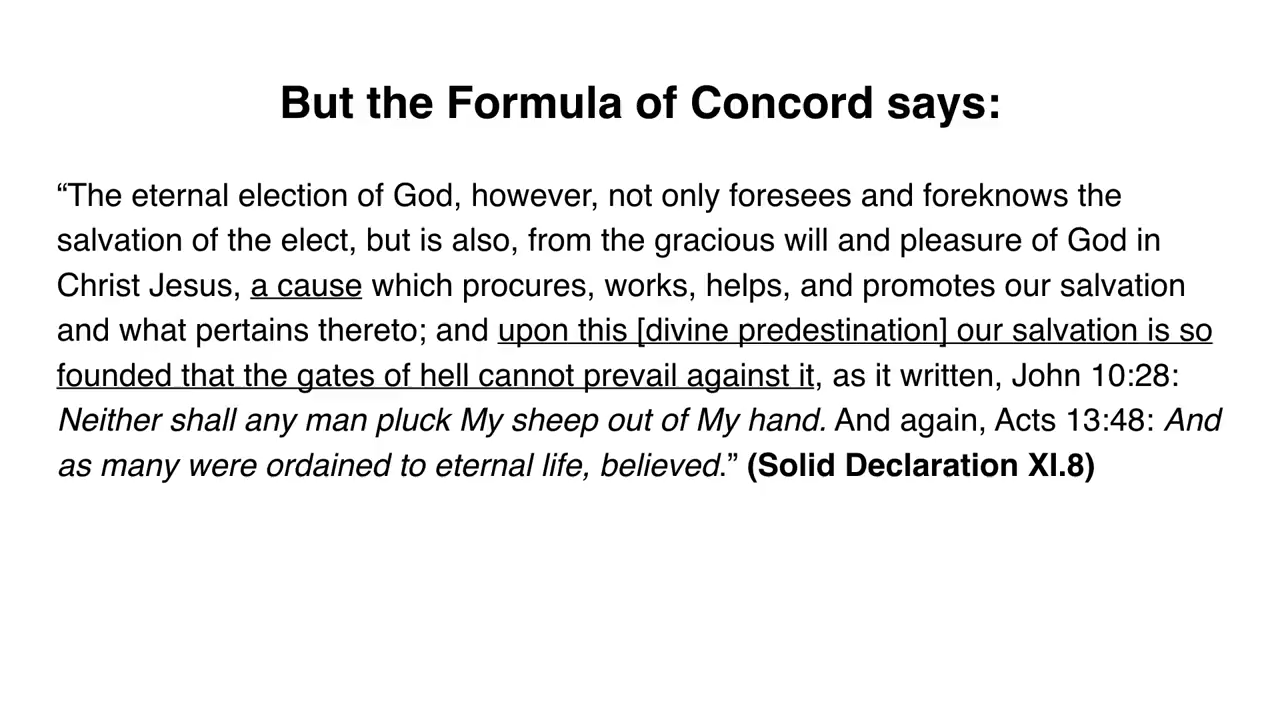 But the Formula of Concord says:
“The eternal election of God, however, not only foresees and foreknows the
salvation of the elect, but is also, from the gracious will and pleasure of God in
Christ Jesus, a cause which procures, works, helps, and promotes our salvation
and what pertains thereto; and upon this [divine predestination] our salvation is so
founded that the gates of hell cannot prevail against it, as it written, John 10:28:
Neither shall any man pluck My sheep out of My hand. And again, Acts 13:48: And
as many were ordained to eternal life, believed.” (Solid Declaration XI.8)